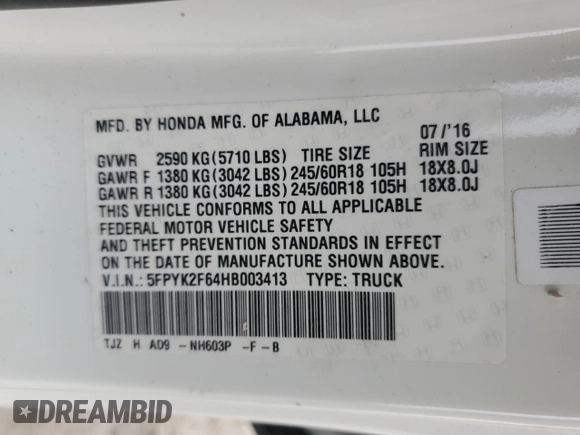 MFD. BY HONDA MFG. OF ALABAMA, LLC
07/'16
GVWR 2590 KG(5710 LBS) TIRE SIZE RIM SIZE
GAWR F 1380 KG(3042 LBS)245/60R18 105H 18X8.0J
GAWR R 1380 KG(3042 LBS)245/60R18 105H 18X8.0J
THIS VEHICLE CONFORMS TO ALL APPLICABLE
FEDERAL MOTOR VEHICLE SAFETY
AND THEFT PREVENTION STANDARDS IN EFFECT
ON THE DATE OF MANUFACTURE SHOWN ABOVE.
V.I.N.:5FPYK2F64HB003413 TYPE: TRUCK
TJZ H AD9 -NH603P -F-B
DREAMBID